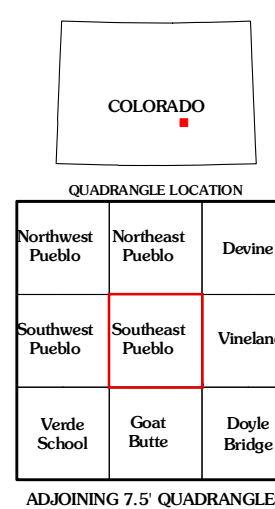 COLORADO
QUADRANGLE LOCATION
Northwest Pueblo
Northeast Pueblo
Devine
Southwest Pueblo
Southeast Pueblo
Vinelan
Verde School
Goat Butte
Doyle Bridge
ADJOINING 7.5' QUADRANGLE